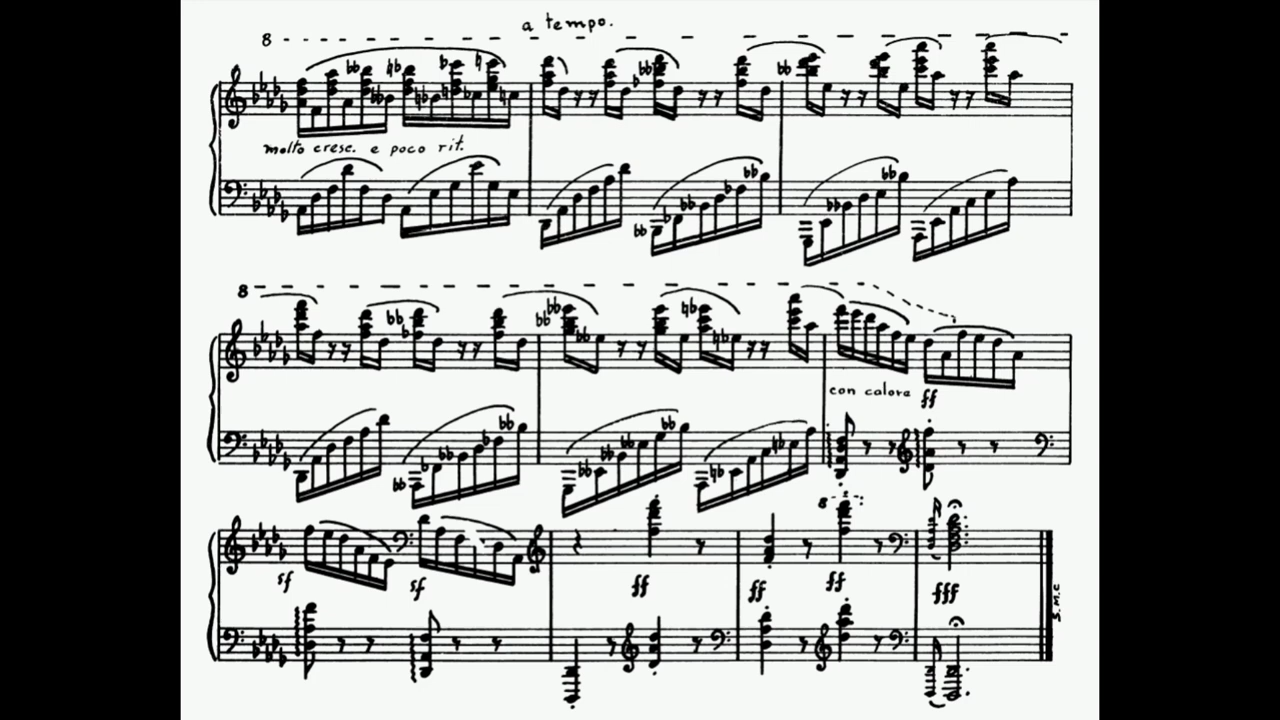 a tempo.
8
molto cresc. e poco rit.
8
con calore ff
8
sf sf ff ff ff fff
S.M.C